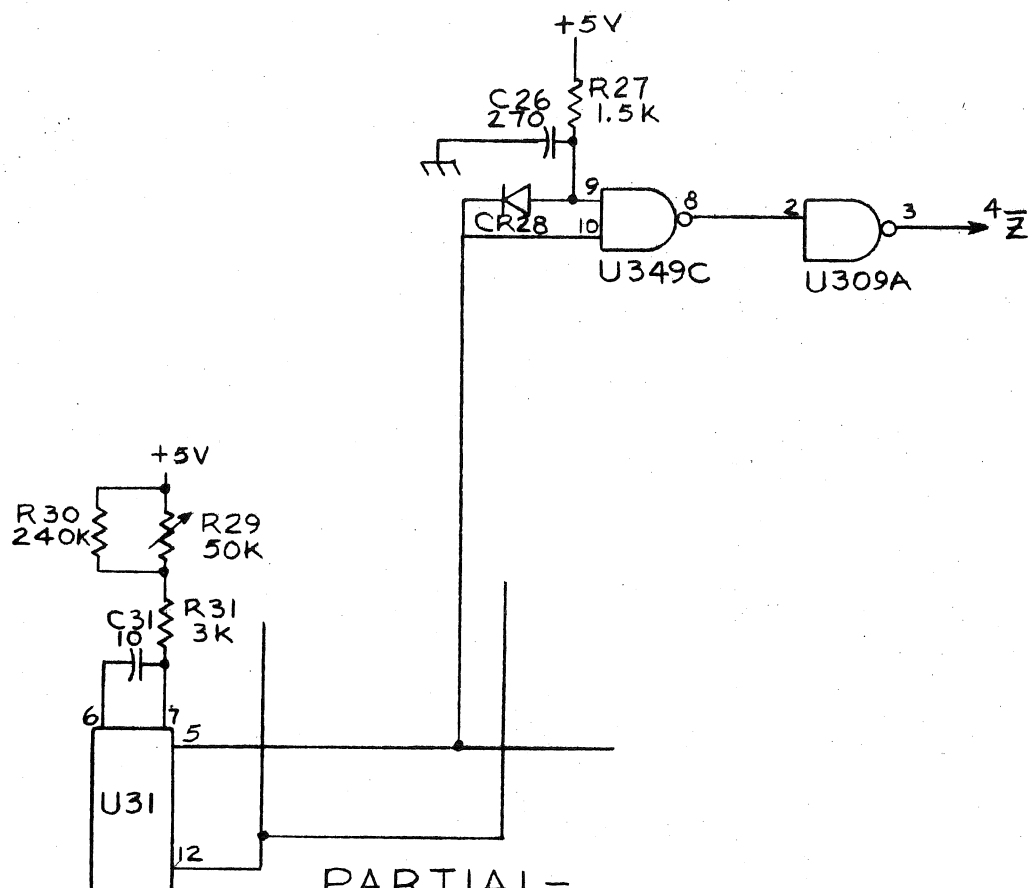 +5V
R27
1.5K
C26
270
9
CR28
10
8
U349C
2
3
U309A
4
Z̅
+5V
R30
240K
R29
50K
C31
10
R31
3K
6
7
5
U31
12
PARTIAL-